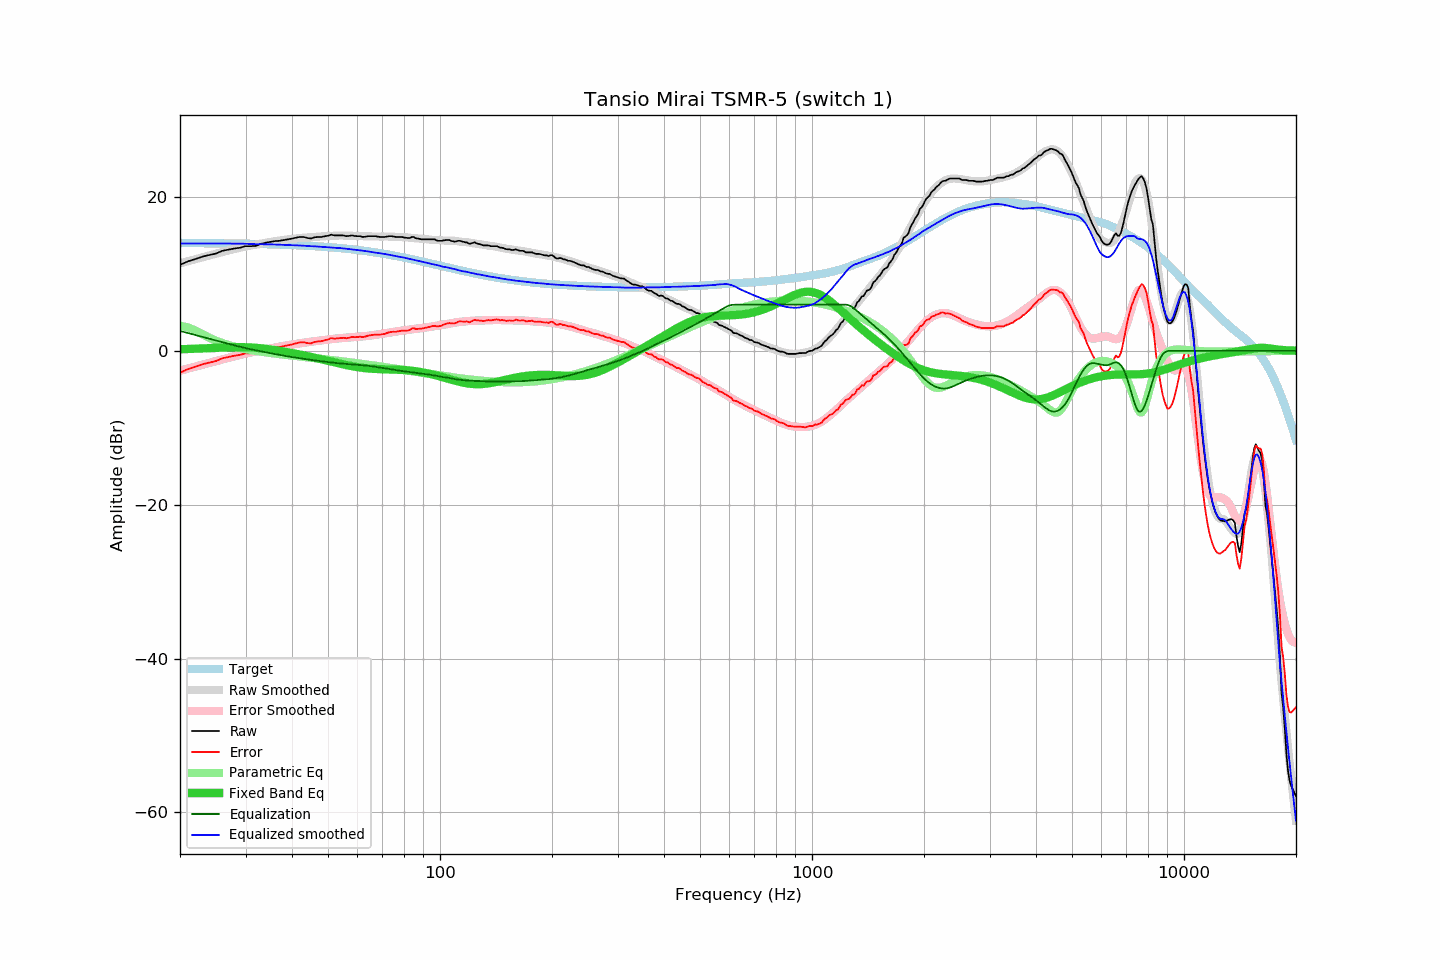 Tansio Mirai TSMR-5 (switch 1)
20
0
−20
−40
−60
Amplitude (dBr)
Target
Raw Smoothed
Error Smoothed
Raw
Error
Parametric Eq
Fixed Band Eq
Equalization
Equalized smoothed
100
1000
10000
Frequency (Hz)